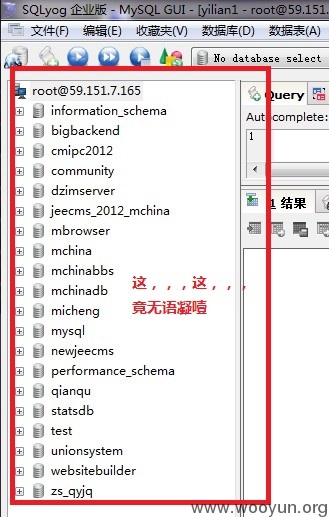 SQLyog 企业版 - MySQL GUI - [yilian1 - root@59.151
文件(F) 编辑(E) 收藏夹(V) 数据库(D) 数据表(A)
No database select
root@59.151.7.165
Query
information_schema
Autocomplete:
bigbackend
1
cmipc2012
community
dzimserver
1 结果
jeecms_2012_mchina
mbrowser
mchina
mchinabbs
mchinadb
这，，，这，，，
micheng
竟无语凝噎
mysql
newjeecms
performance_schema
qianqu
statsdb
test
unionsystem
websitebuilder
zs_qyjq
www.wooyun.org